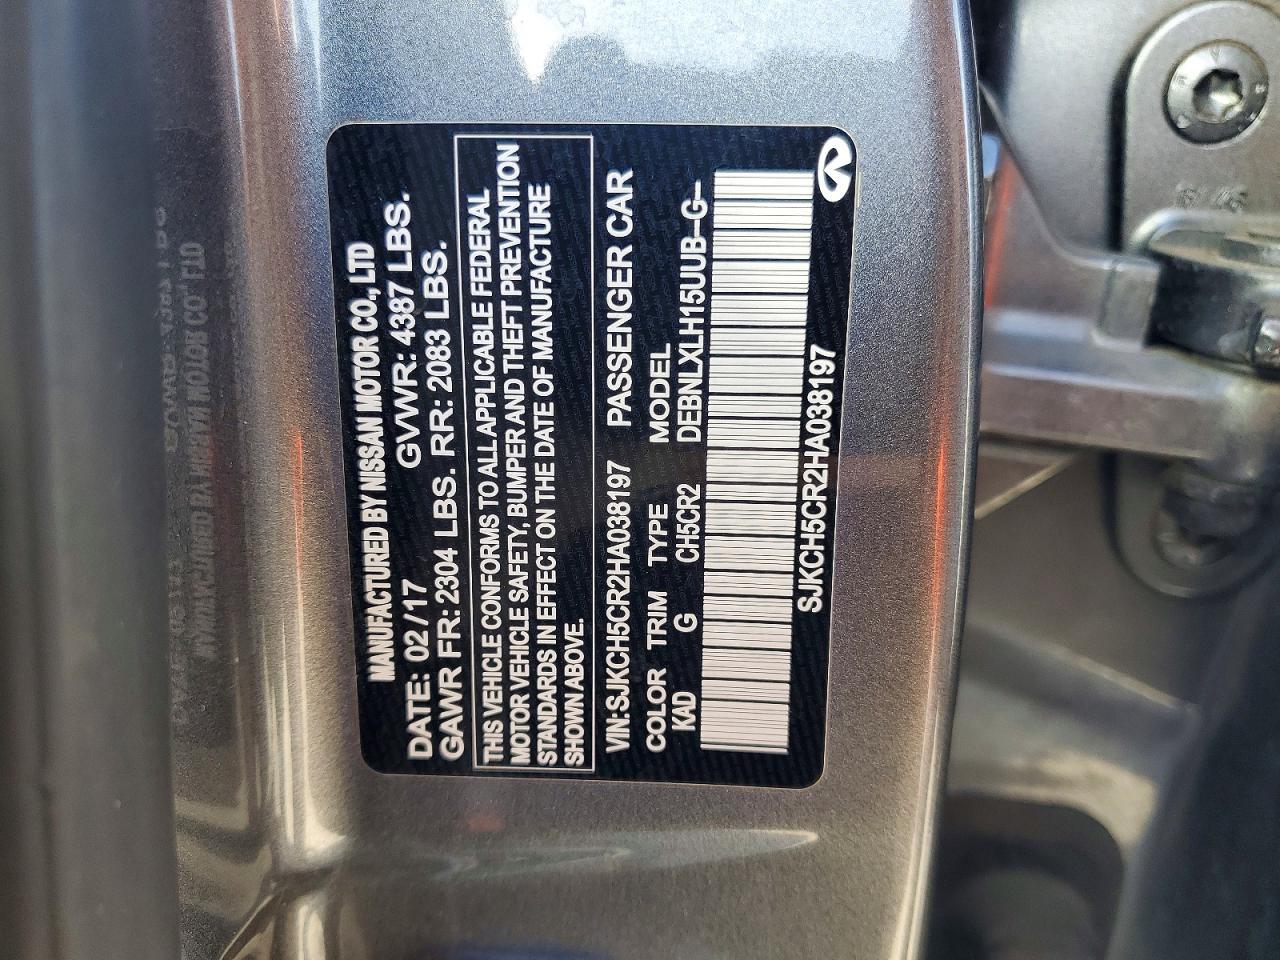 MANUFACTURED BY NISSAN MOTOR CO., LTD
DATE: 02 / 17 GVWR: 4387 LBS.
GAWR FR: 2304 LBS. RR: 2083 LBS.
THIS VEHICLE CONFORMS TO ALL APPLICABLE FEDERAL
MOTOR VEHICLE SAFETY, BUMPER AND THEFT PREVENTION
STANDARDS IN EFFECT ON THE DATE OF MANUFACTURE
SHOWN ABOVE.
VIN: SJKCH5CR2HA038197 PASSENGER CAR
COLOR TRIM TYPE MODEL
KAD G CH5CR2 DEBNLXLH15UUB–G–
SJKCH5CR2HA038197